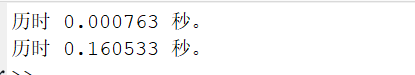 历时 0.000763 秒。
历时 0.160533 秒。
>>